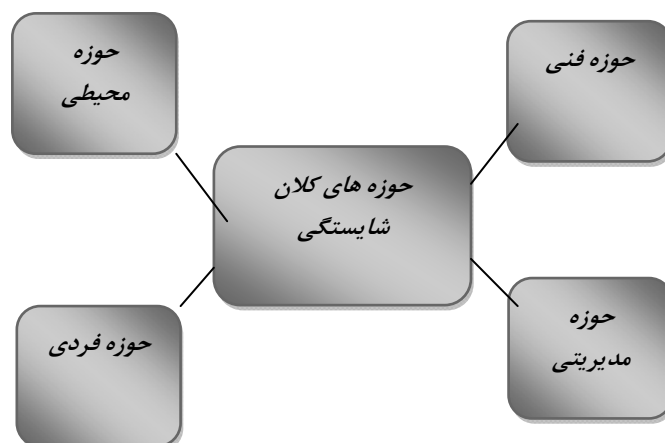 حوزه فنی
حوزه
محیطی
حوزه های کلان
شایستگی
حوزه
مدیریتی
حوزه فردی